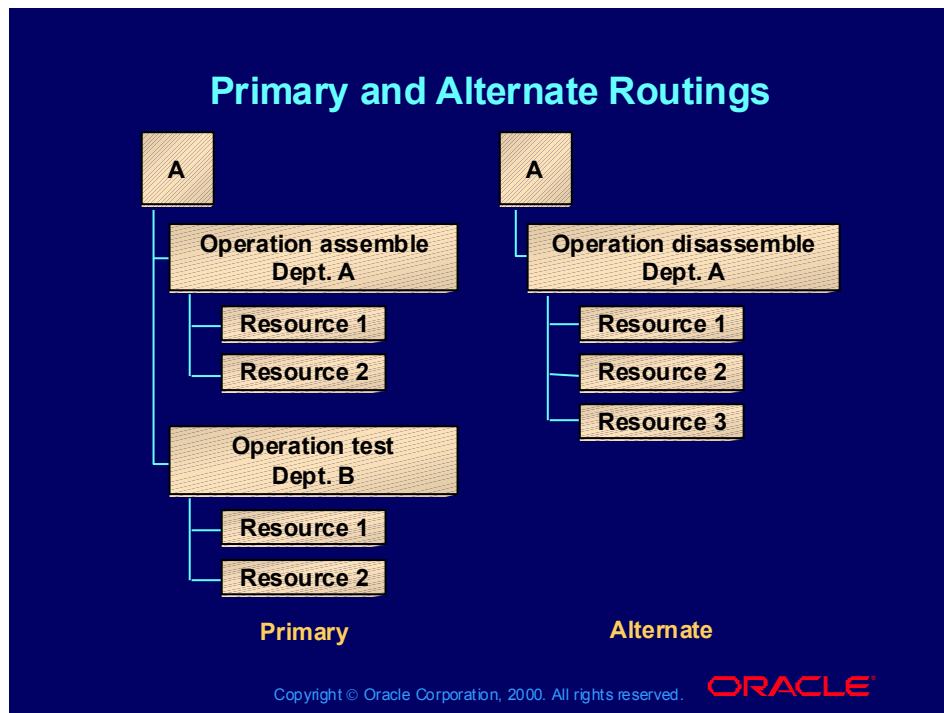 Primary and Alternate Routings
A
Operation assemble
Dept. A
Resource 1
Resource 2
Operation test
Dept. B
Resource 1
Resource 2
Primary
A
Operation disassemble
Dept. A
Resource 1
Resource 2
Resource 3
Alternate
Copyright © Oracle Corporation, 2000. All rights reserved.
ORACLE®